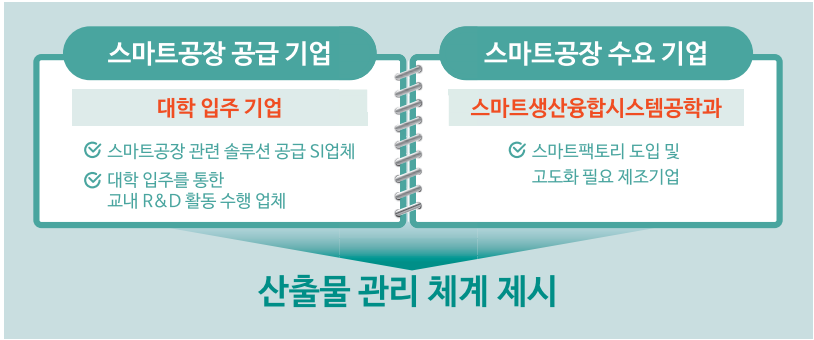 스마트공장 공급 기업
대학 입주 기업
스마트공장 관련 솔루션 공급 SI업체
대학 입주를 통한
교내 R&D 활동 수행 업체
스마트공장 수요 기업
스마트생산융합시스템공학과
스마트팩토리 도입 및
고도화 필요 제조기업
산출물 관리 체계 제시